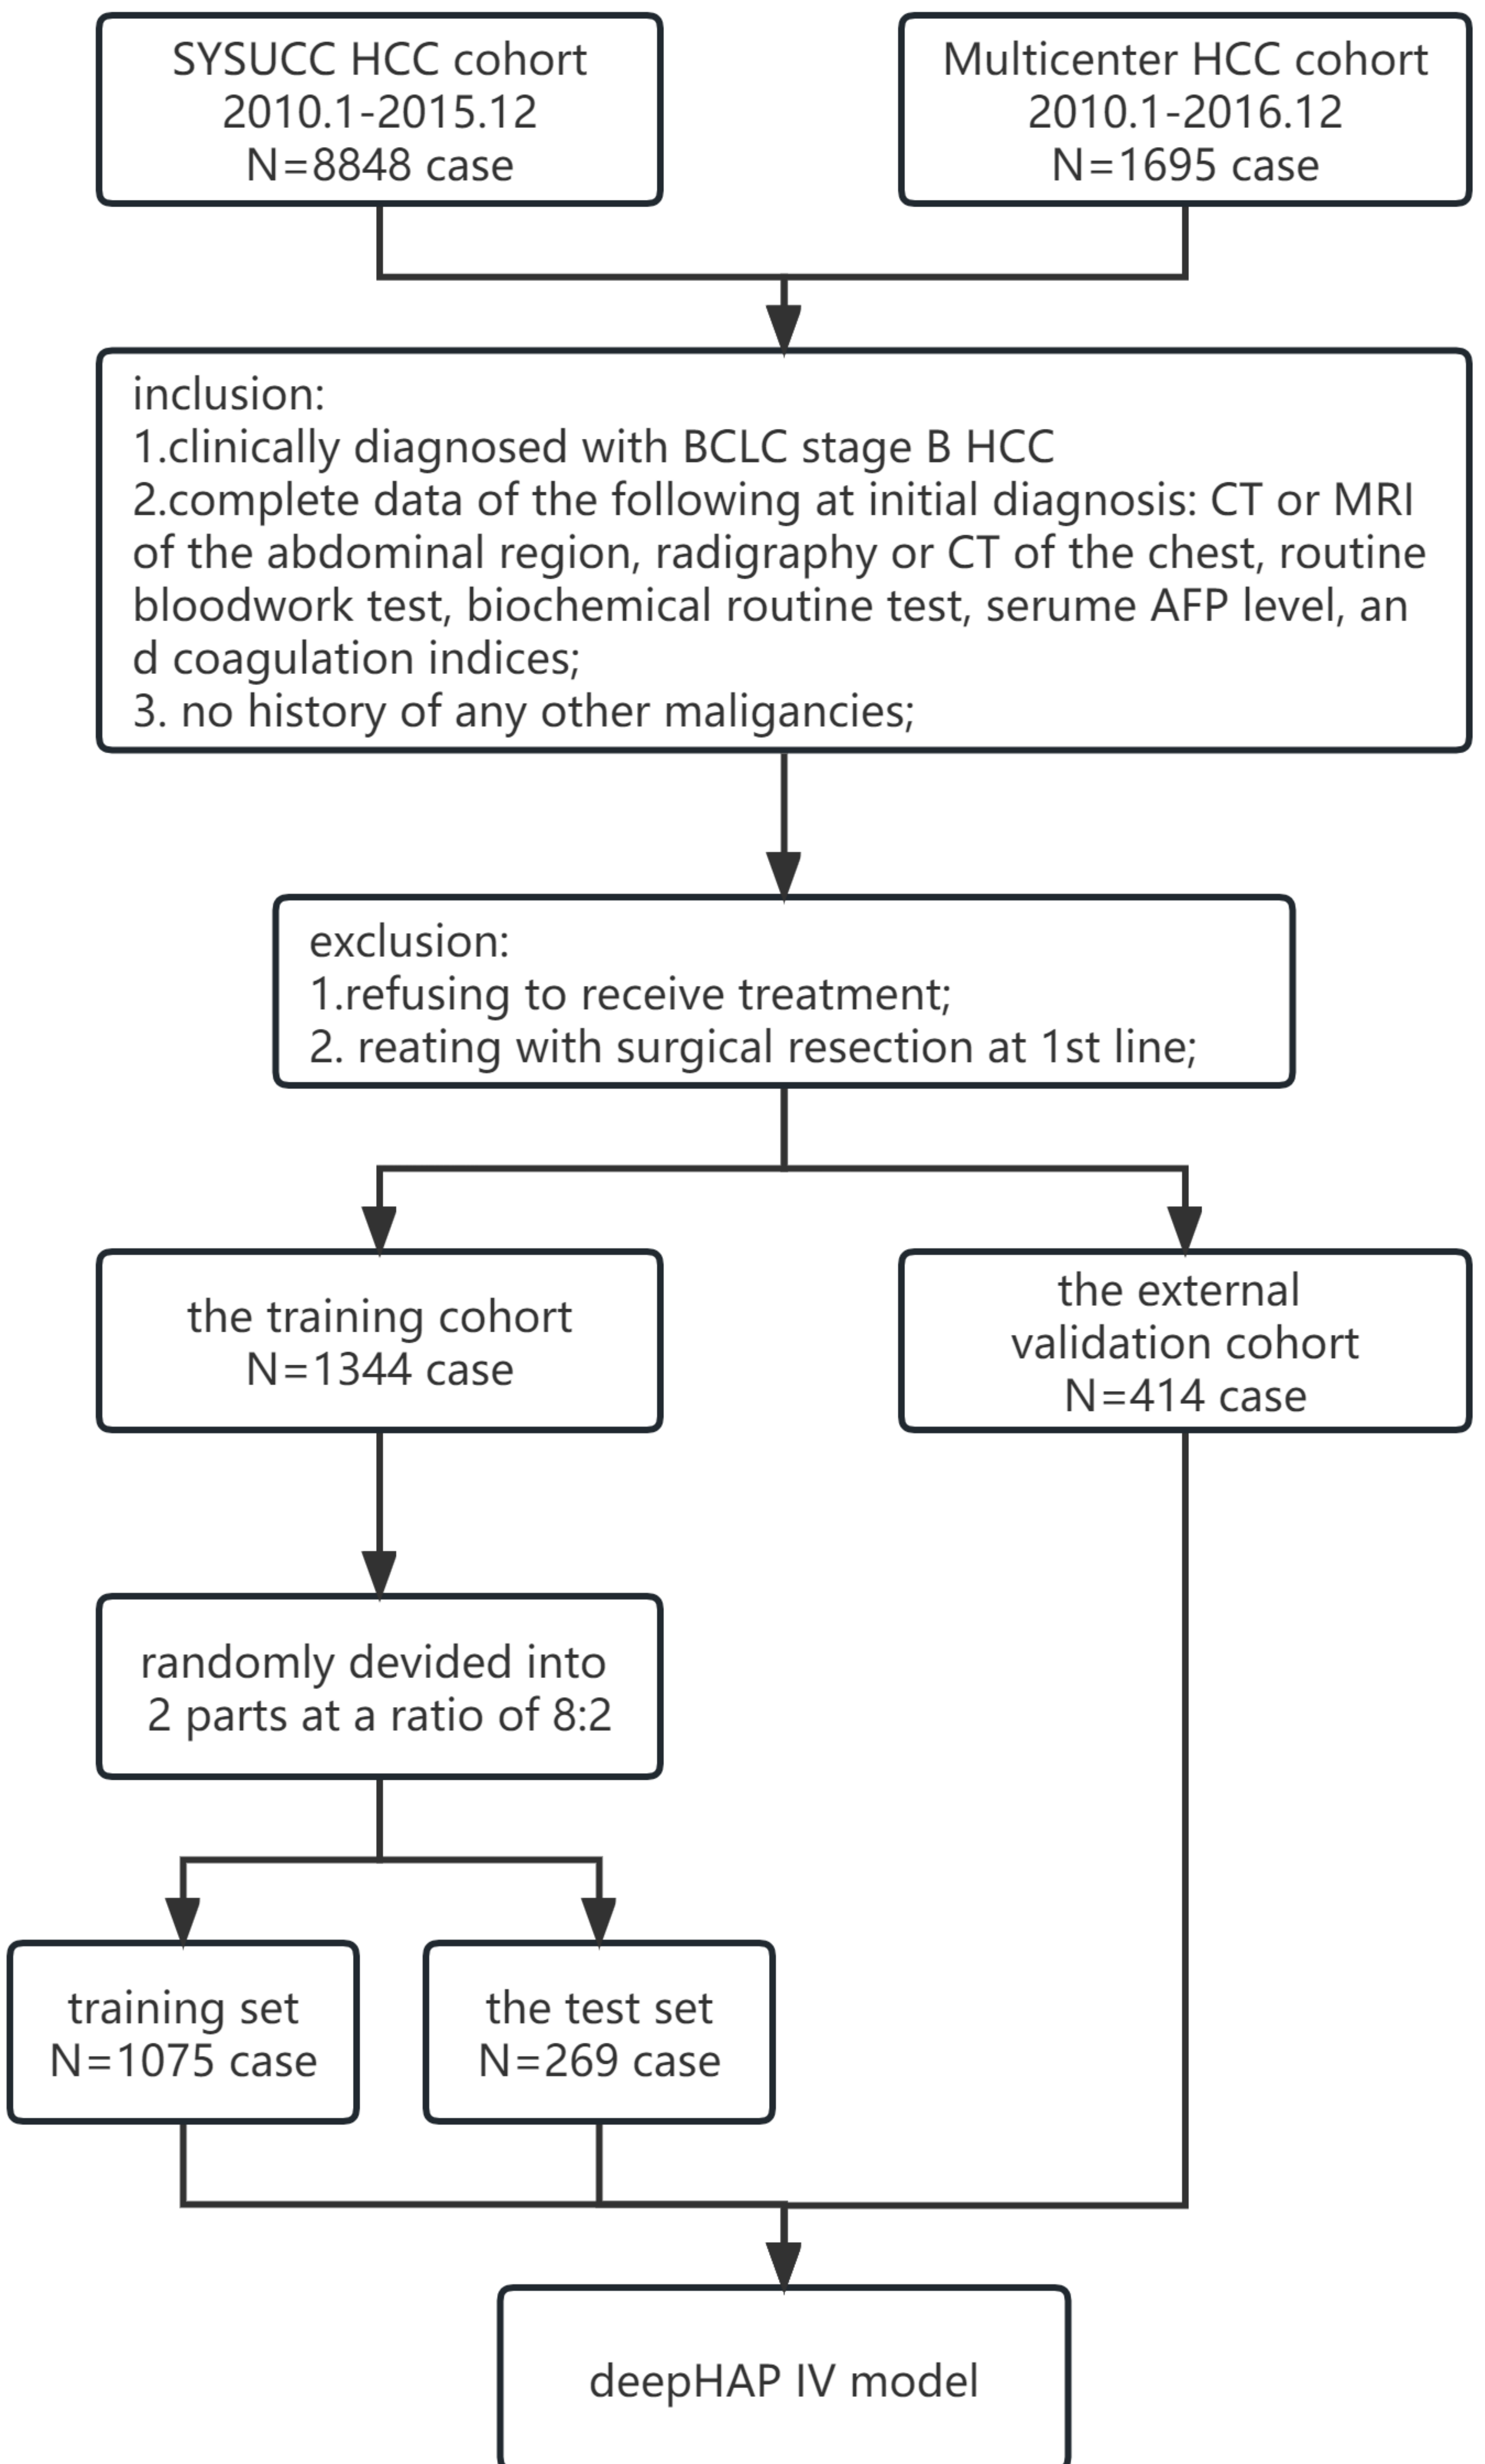 SYSUCC HCC cohort
2010.1-2015.12
N=8848 case
Multicenter HCC cohort
2010.1-2016.12
N=1695 case
inclusion:
1.clinically diagnosed with BCLC stage B HCC
2.complete data of the following at initial diagnosis: CT or MRI
of the abdominal region, radigraphy or CT of the chest, routine
bloodwork test, biochemical routine test, serume AFP level, an
d coagulation indices;
3. no history of any other maligancies;
exclusion:
1.refusing to receive treatment;
2. reating with surgical resection at 1st line;
the training cohort
N=1344 case
the external
validation cohort
N=414 case
randomly devided into
2 parts at a ratio of 8:2
training set
N=1075 case
the test set
N=269 case
deepHAP IV model